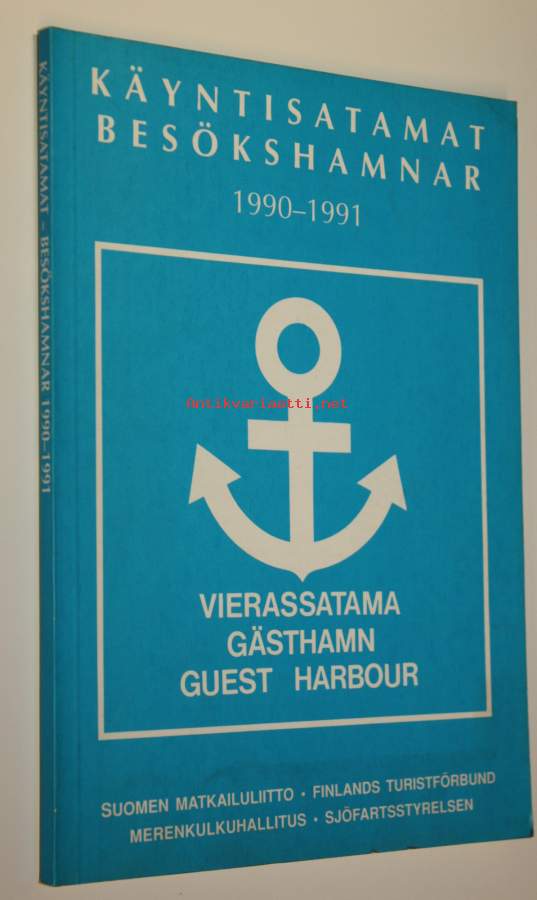 KÄYNTISATAMAT
BESÖKSHAMNAR
1990–1991
KÄYNTISATAMAT – BESÖKSHAMNAR 1990–1991
Antikvariaatti.net
VIERASSATAMA
GÄSTHAMN
GUEST HARBOUR
SUOMEN MATKAILULIITTO · FINLANDS TURISTFÖRBUND
MERENKULKUHALLITUS · SJÖFARTSSTYRELSEN